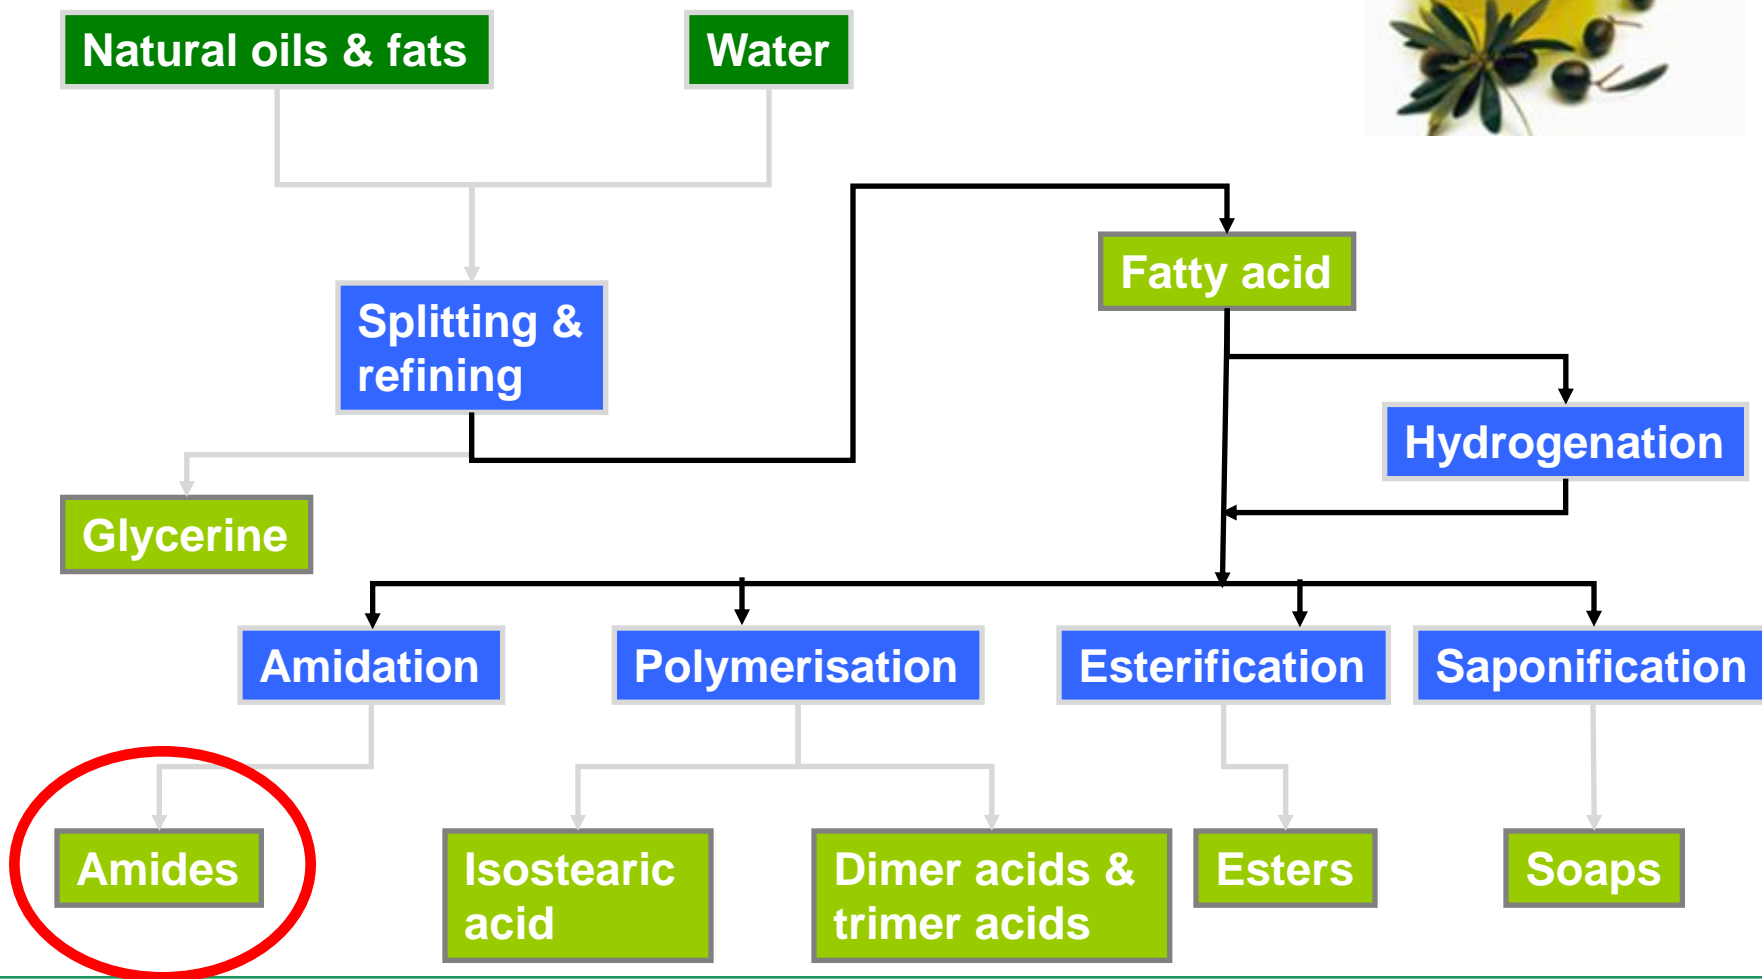 Natural oils & fats
Water
Fatty acid
Splitting &
refining
Hydrogenation
Glycerine
Amidation
Polymerisation
Esterification
Saponification
Amides
Isostearic
acid
Dimer acids &
trimer acids
Esters
Soaps